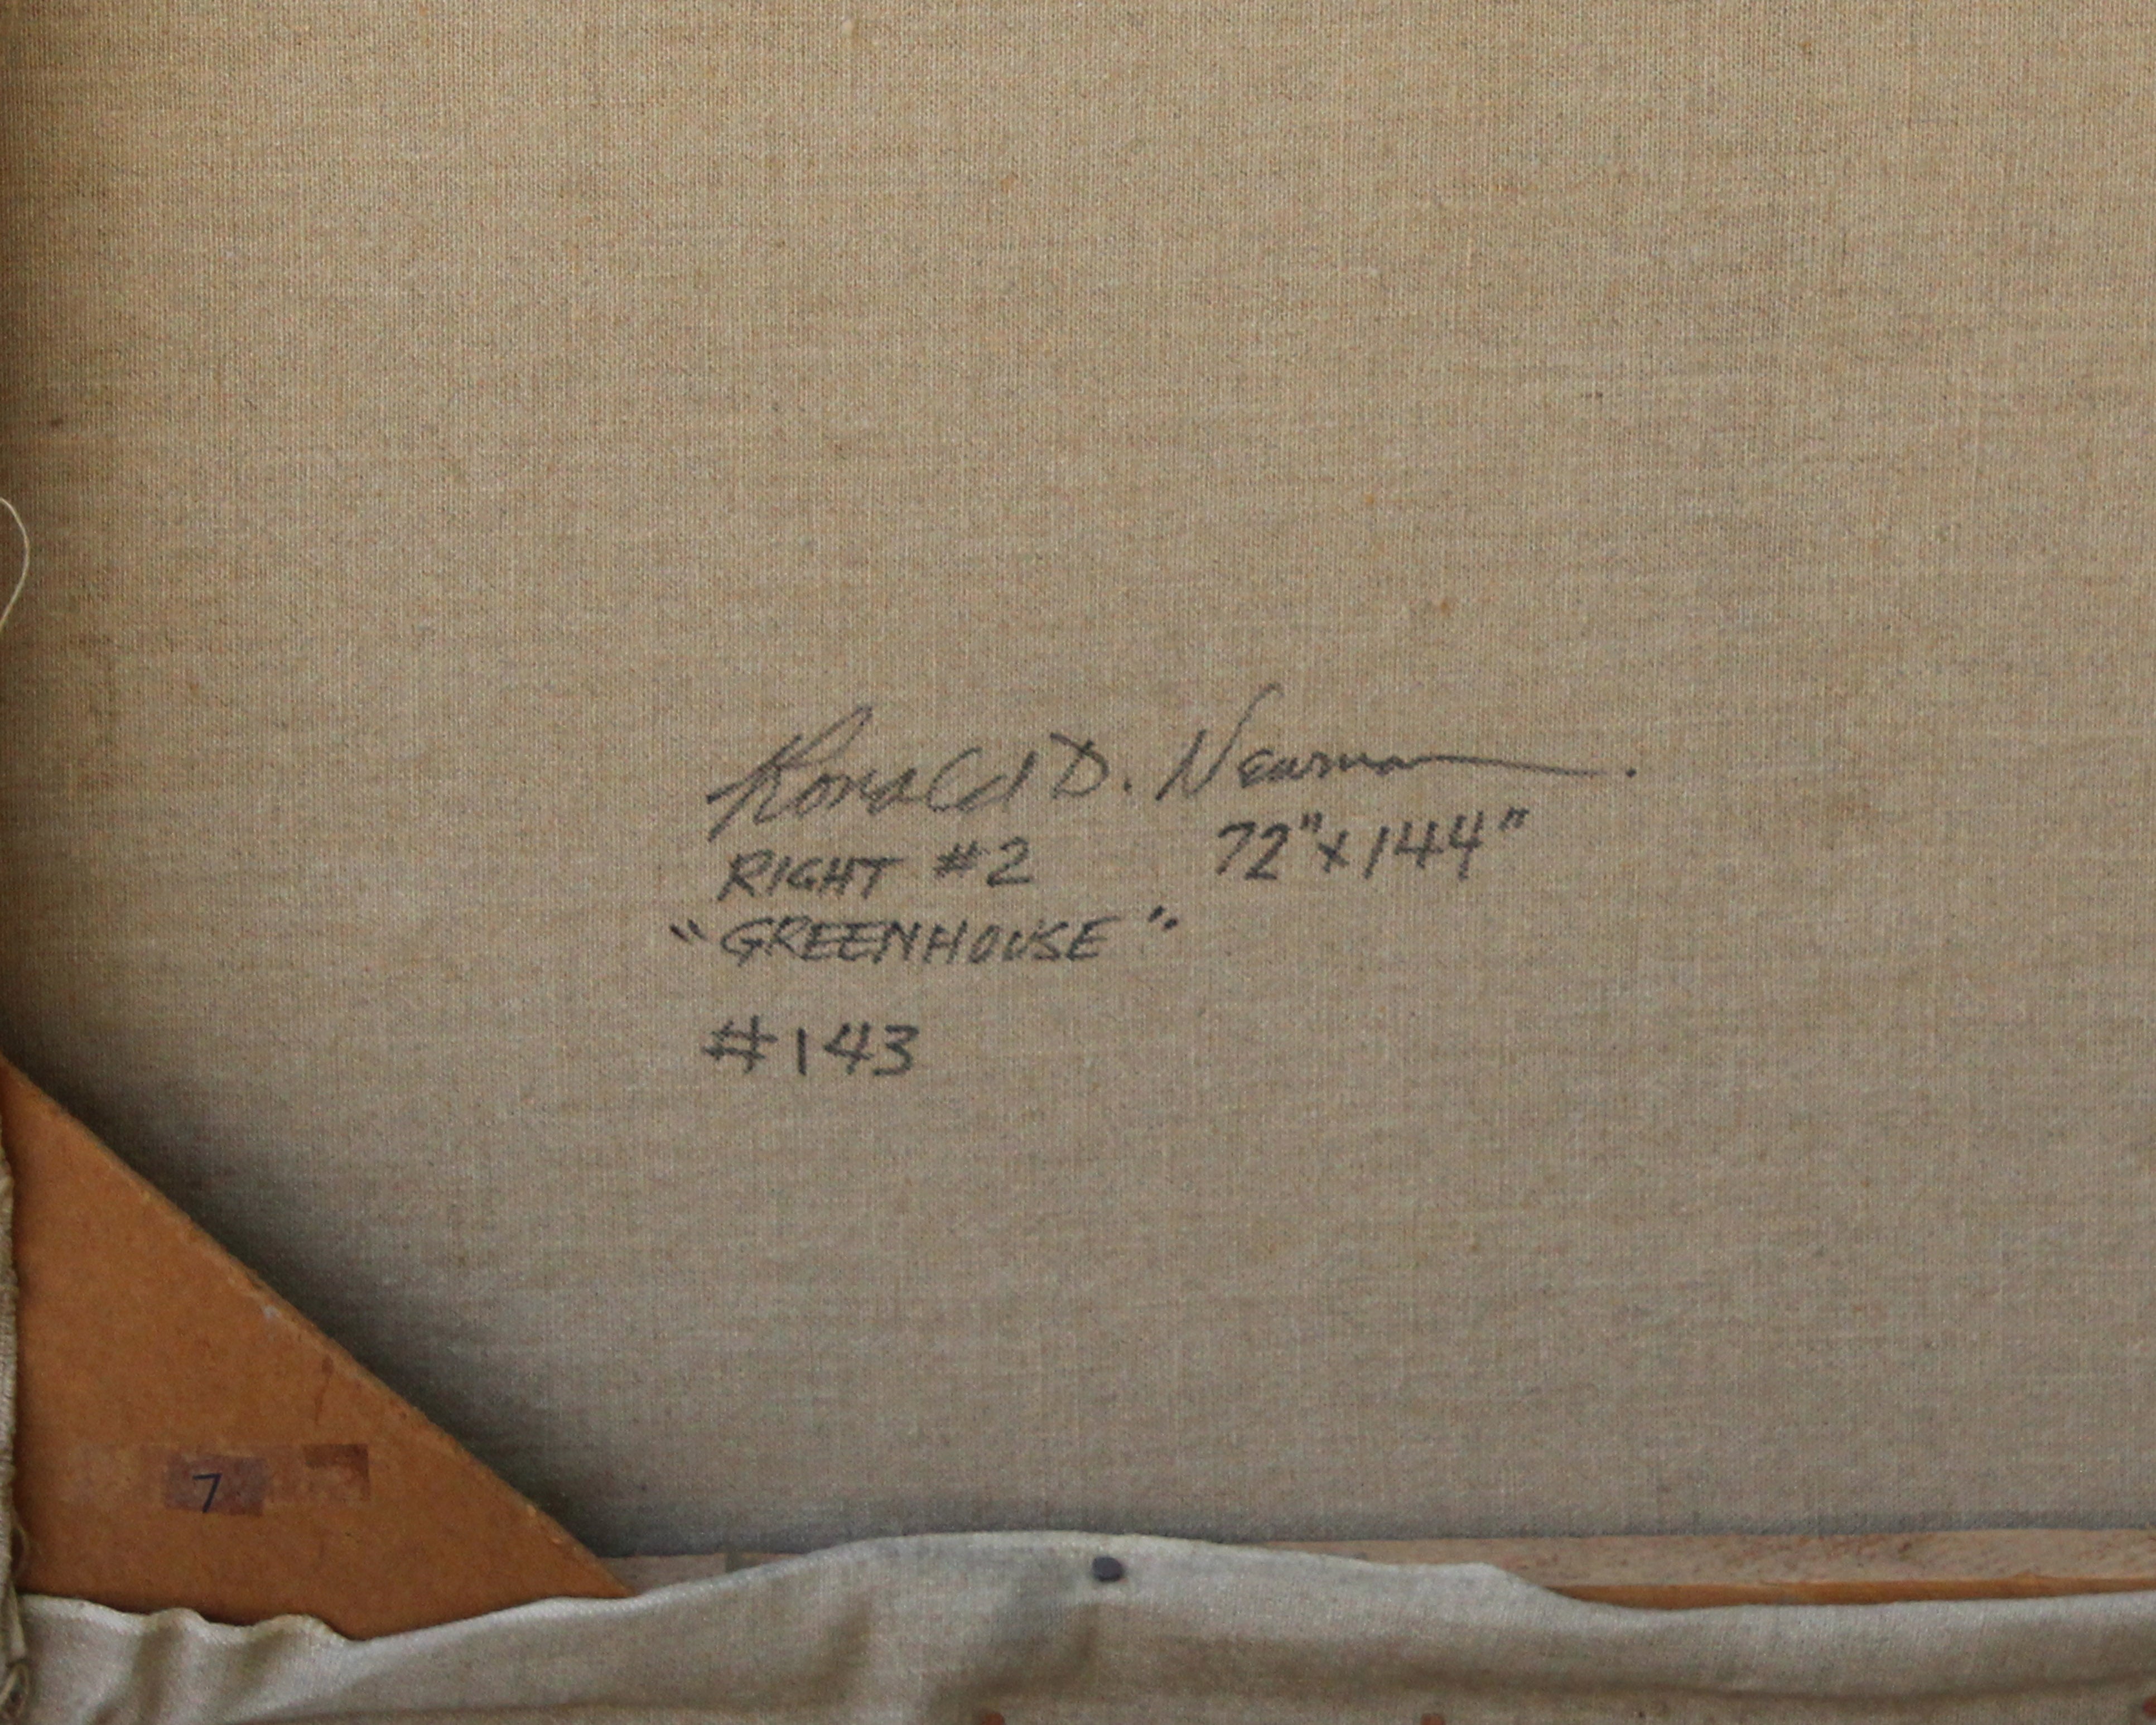 Ronald D. Newman.
RIGHT #2 72"x144"
"GREENHOUSE"
#143
7